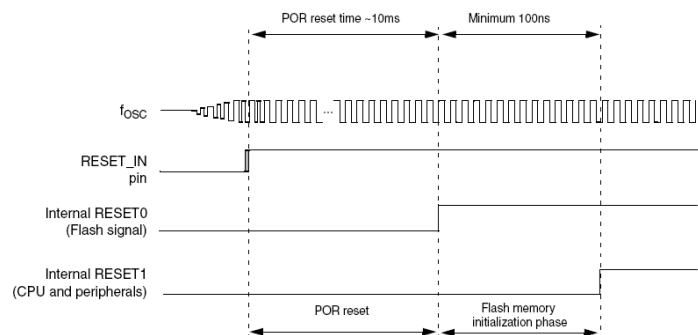 POR reset time ~10ms
Minimum 100ns
fOSC
...
RESET_IN
pin
Internal RESET0
(Flash signal)
Internal RESET1
(CPU and peripherals)
POR reset
Flash memory
initialization phase